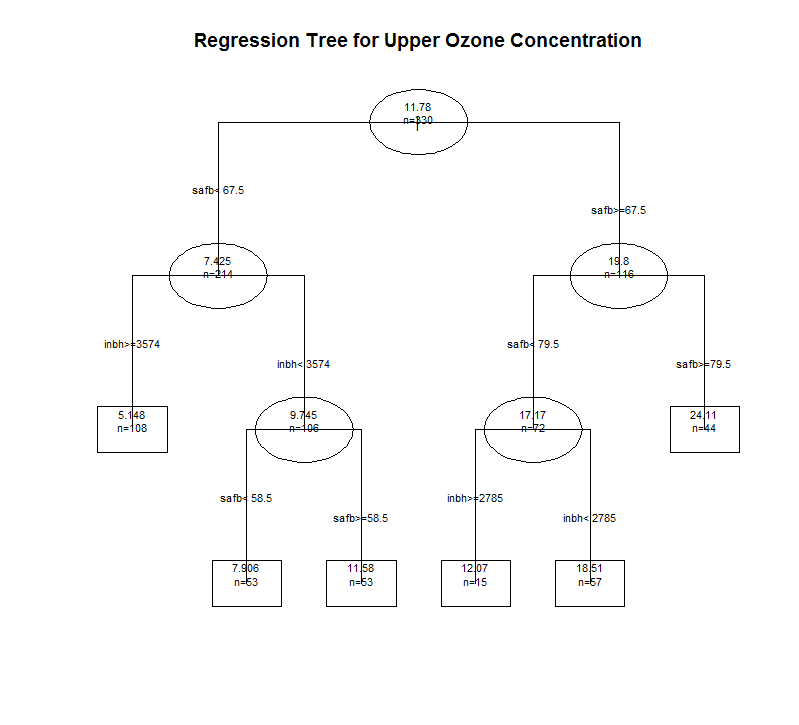 Regression Tree for Upper Ozone Concentration
11.78
n=330
safb< 67.5
safb>=67.5
7.425
n=214
19.8
n=116
inbh>=3574
inbh< 3574
safb< 79.5
safb>=79.5
5.148
n=108
9.745
n=106
17.17
n=72
24.11
n=44
safb< 58.5
safb>=58.5
inbh>=2785
inbh< 2785
7.906
n=53
11.58
n=53
12.07
n=15
18.51
n=57